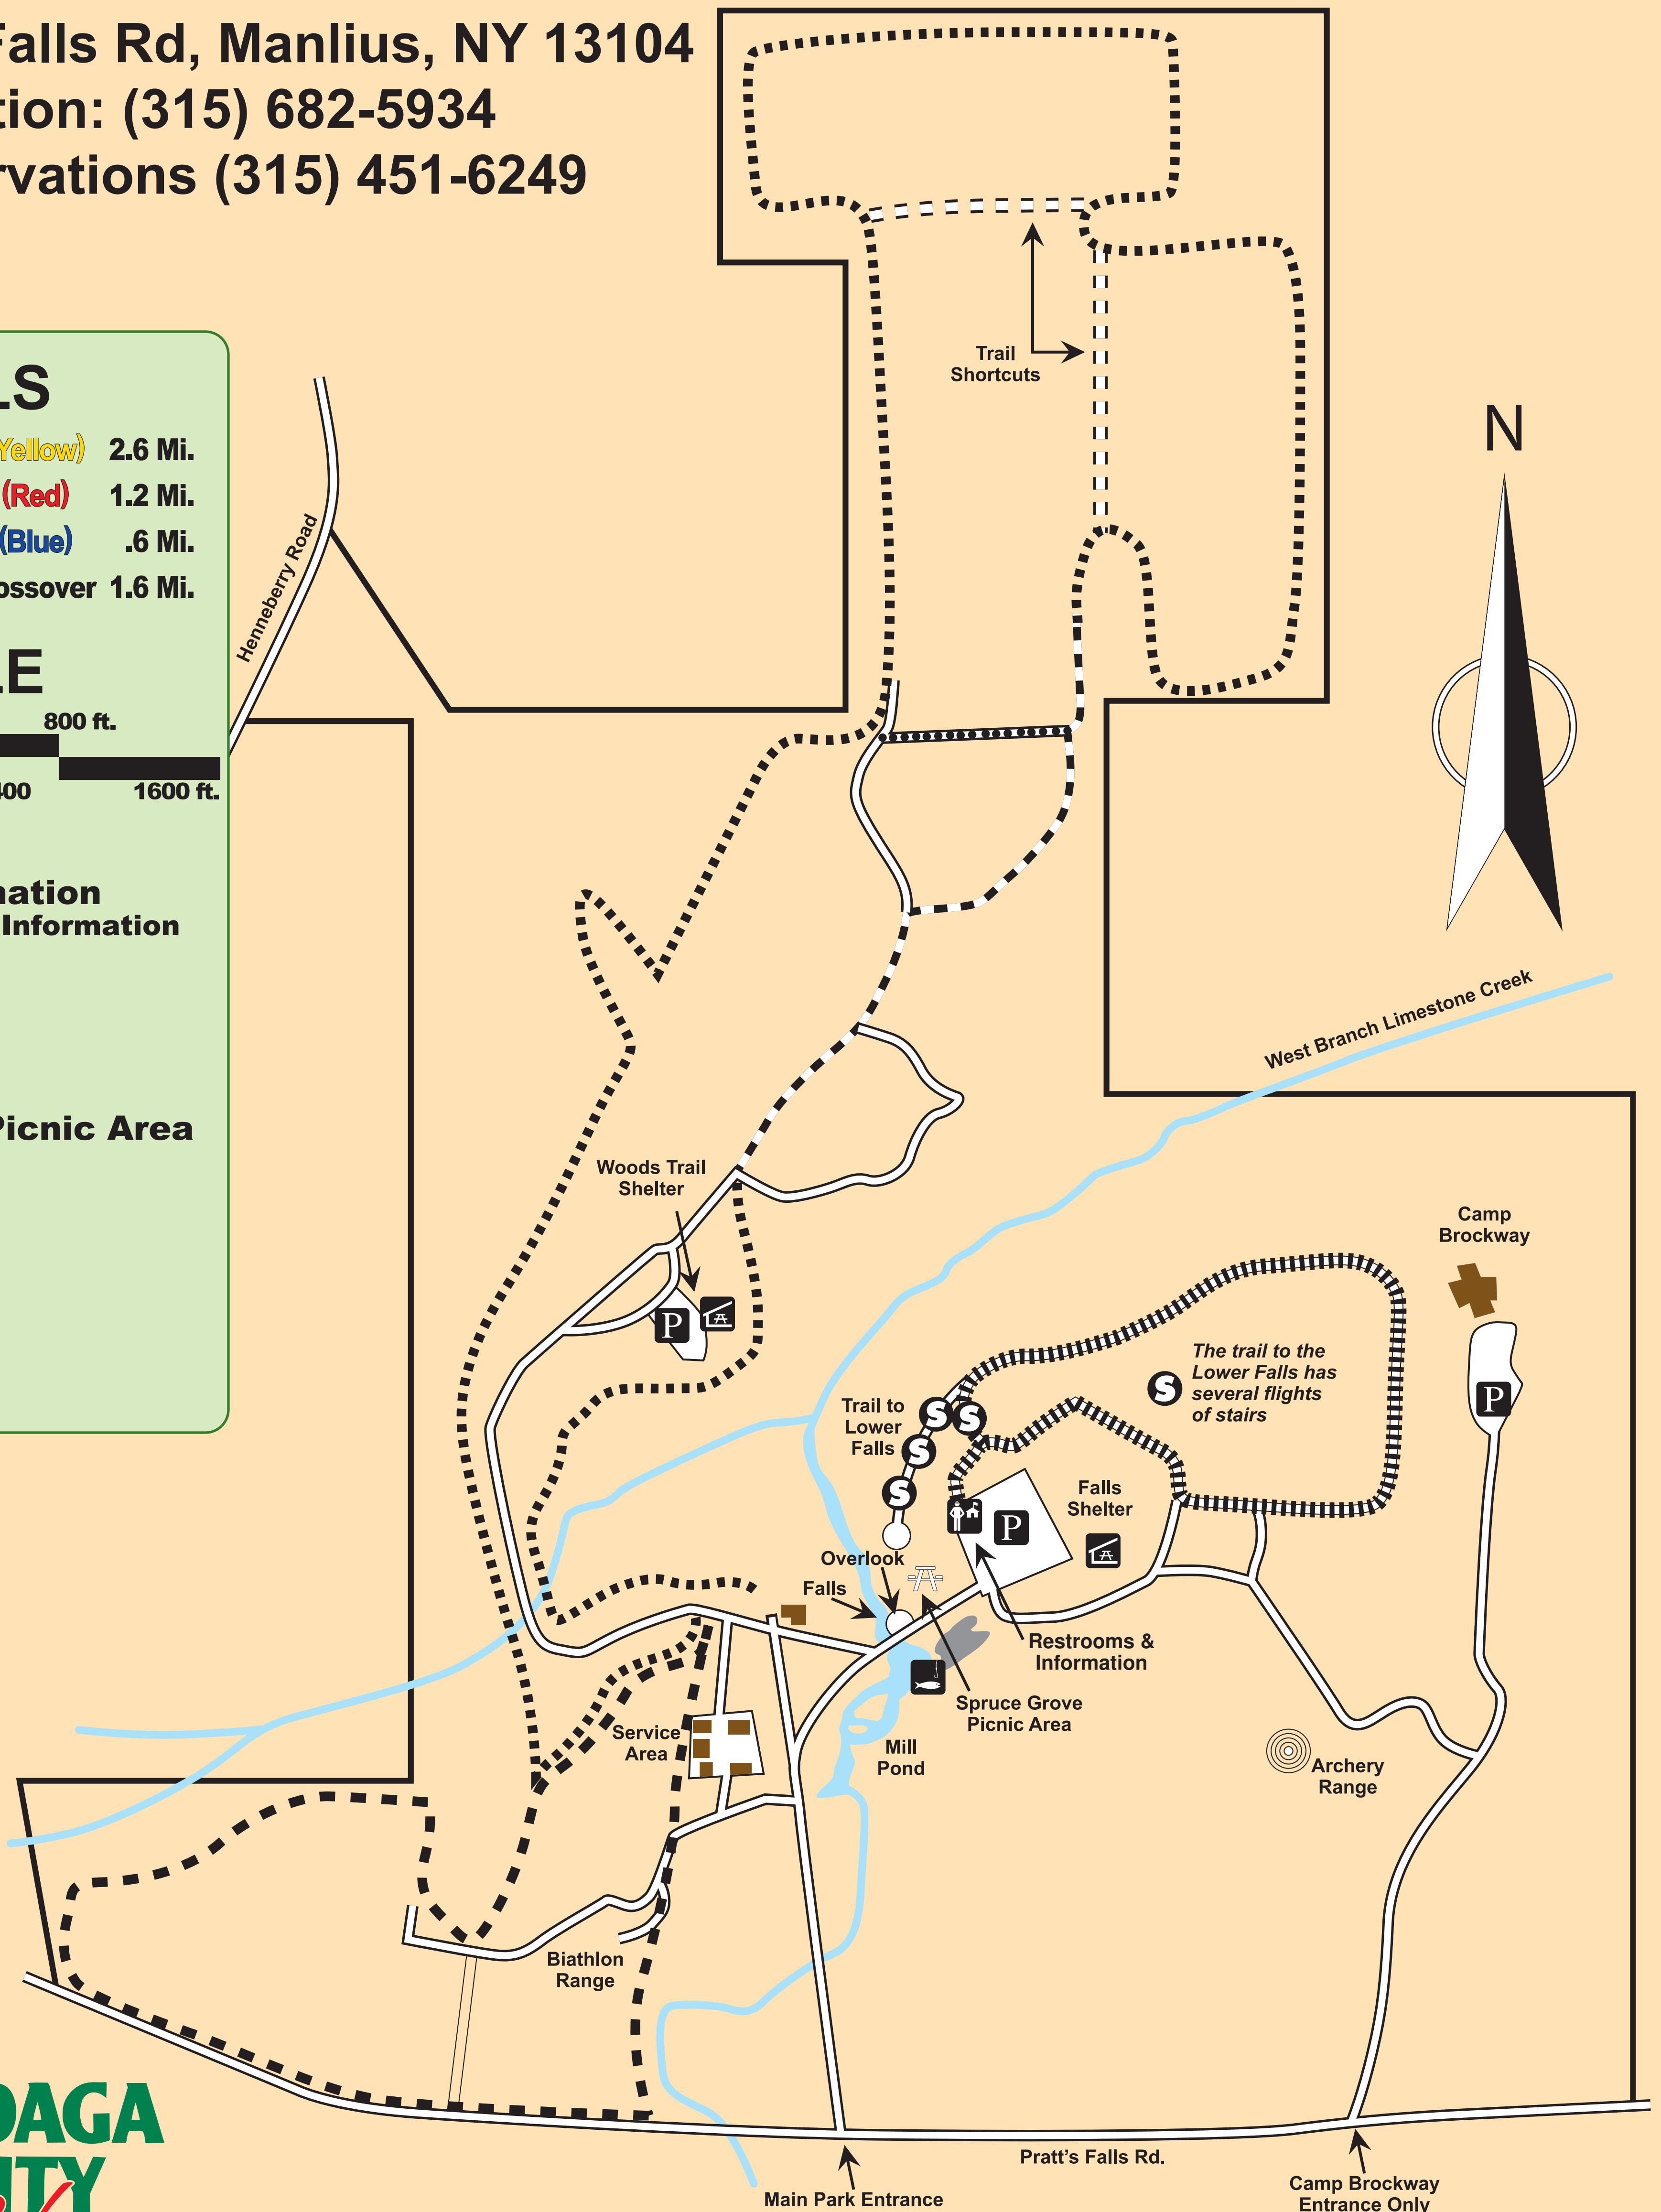 Falls Rd, Manlius, NY 13104
tion: (315) 682-5934
rvations (315) 451-6249
LS
(Yellow) 2.6 Mi.
(Red) 1.2 Mi.
(Blue) .6 Mi.
ossover 1.6 Mi.
LE
800 ft.
400 1600 ft.
nation
Information
Picnic Area
Henneberry Road
Trail
Shortcuts
N
West Branch Limestone Creek
Woods Trail
Shelter
P
Camp
Brockway
P
S
The trail to the
Lower Falls has
several flights
of stairs
Trail to
Lower
Falls
S
S
S
S
Falls
Shelter
P
Overlook
Falls
Restrooms &
Information
Spruce Grove
Picnic Area
Service
Area
Mill
Pond
Archery
Range
Biathlon
Range
Pratt's Falls Rd.
Main Park Entrance
Camp Brockway
Entrance Only
DAGA